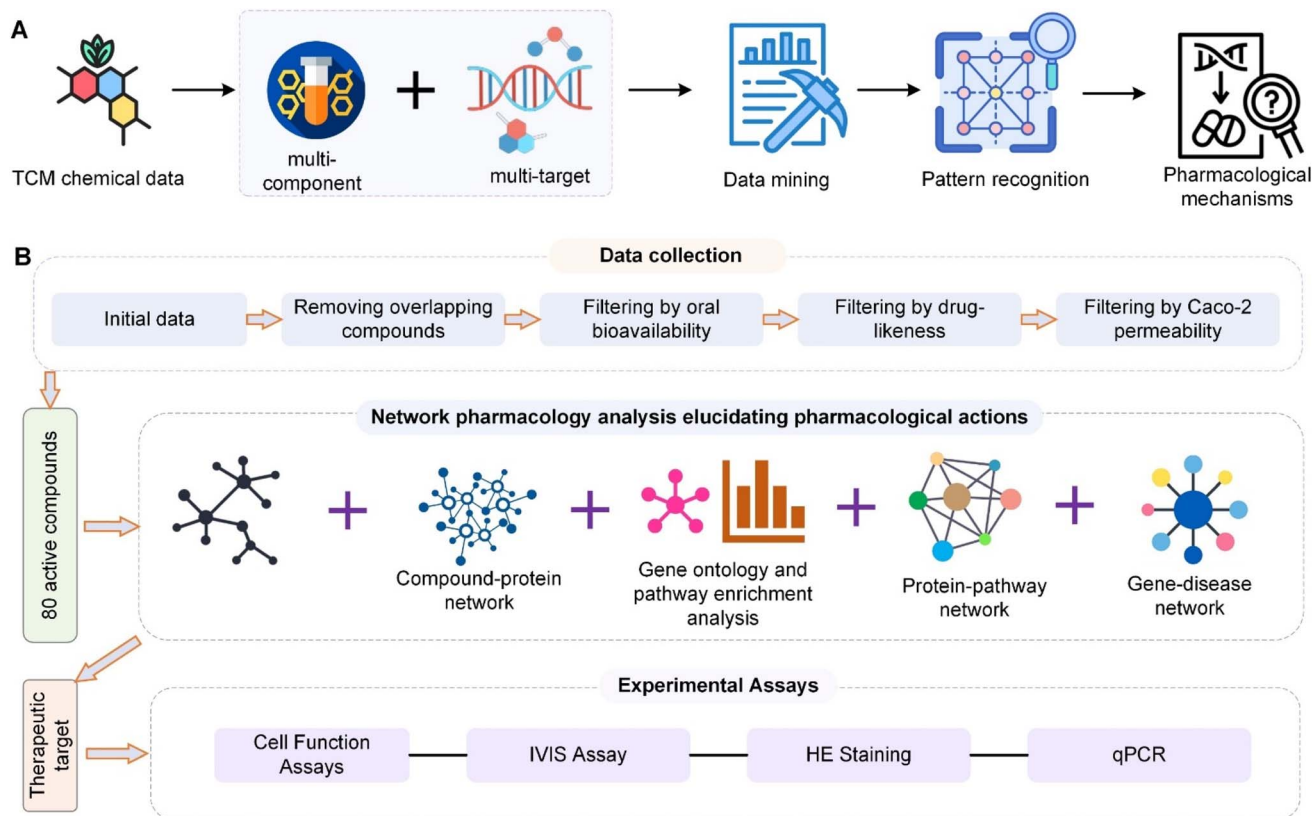 A
TCM chemical data
multi-
component
multi-target
Data mining
Pattern recognition
Pharmacological
mechanisms
?
B
Data collection
Initial data
Removing overlapping
compounds
Filtering by oral
bioavailability
Filtering by drug-
likeness
Filtering by Caco-2
permeability
80 active compounds
Network pharmacology analysis elucidating pharmacological actions
Compound-protein
network
Gene ontology and
pathway enrichment
analysis
Protein-pathway
network
Gene-disease
network
Therapeutic
target
Experimental Assays
Cell Function
Assays
IVIS Assay
HE Staining
qPCR